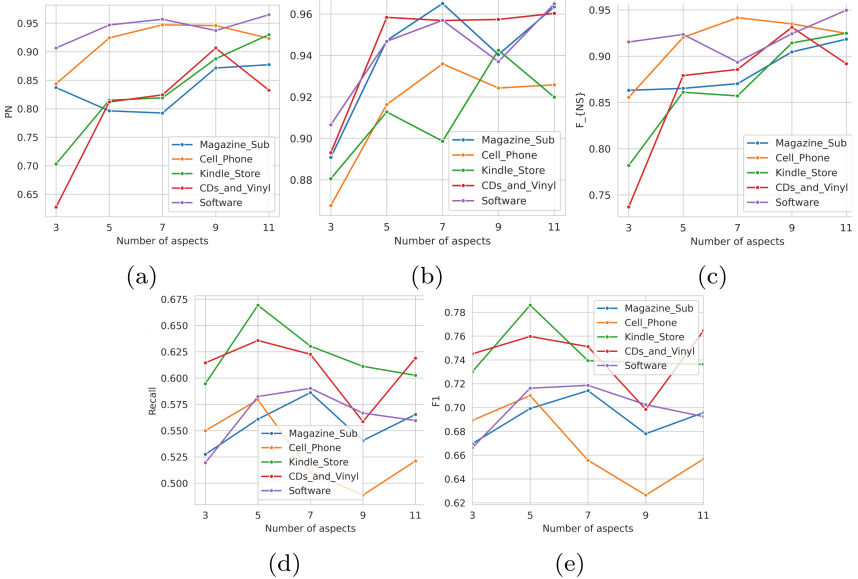 PN
0.95
0.90
0.85
0.80
0.75
0.70
0.65
3 5 7 9 11
Number of aspects
Magazine_Sub
Cell_Phone
Kindle_Store
CDs_and_Vinyl
Software
(a)
0.96
0.94
0.92
0.90
0.88
3 5 7 9 11
Number of aspects
Magazine_Sub
Cell_Phone
Kindle_Store
CDs_and_Vinyl
Software
(b)
F_{NS}
0.95
0.90
0.85
0.80
0.75
3 5 7 9 11
Number of aspects
Magazine_Sub
Cell_Phone
Kindle_Store
CDs_and_Vinyl
Software
(c)
Recall
0.675
0.650
0.625
0.600
0.575
0.550
0.525
0.500
3 5 7 9 11
Number of aspects
Magazine_Sub
Cell_Phone
Kindle_Store
CDs_and_Vinyl
Software
(d)
F1
0.78
0.76
0.74
0.72
0.70
0.68
0.66
0.64
0.62
3 5 7 9 11
Number of aspects
Magazine_Sub
Cell_Phone
Kindle_Store
CDs_and_Vinyl
Software
(e)